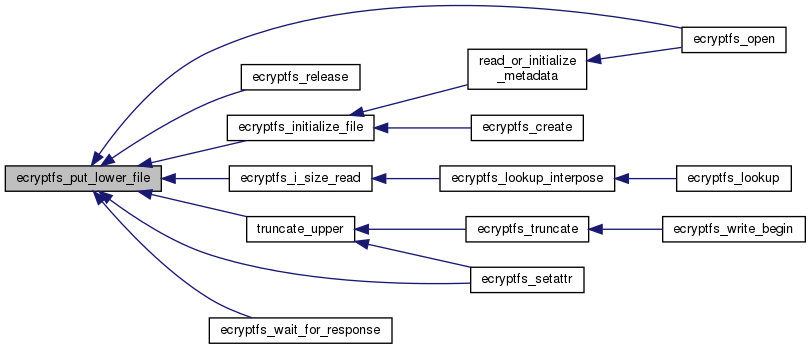 ecryptfs_open
read_or_initialize
_metadata
ecryptfs_release
ecryptfs_initialize_file
ecryptfs_create
ecryptfs_put_lower_file
ecryptfs_i_size_read
ecryptfs_lookup_interpose
ecryptfs_lookup
truncate_upper
ecryptfs_truncate
ecryptfs_write_begin
ecryptfs_setattr
ecryptfs_wait_for_response